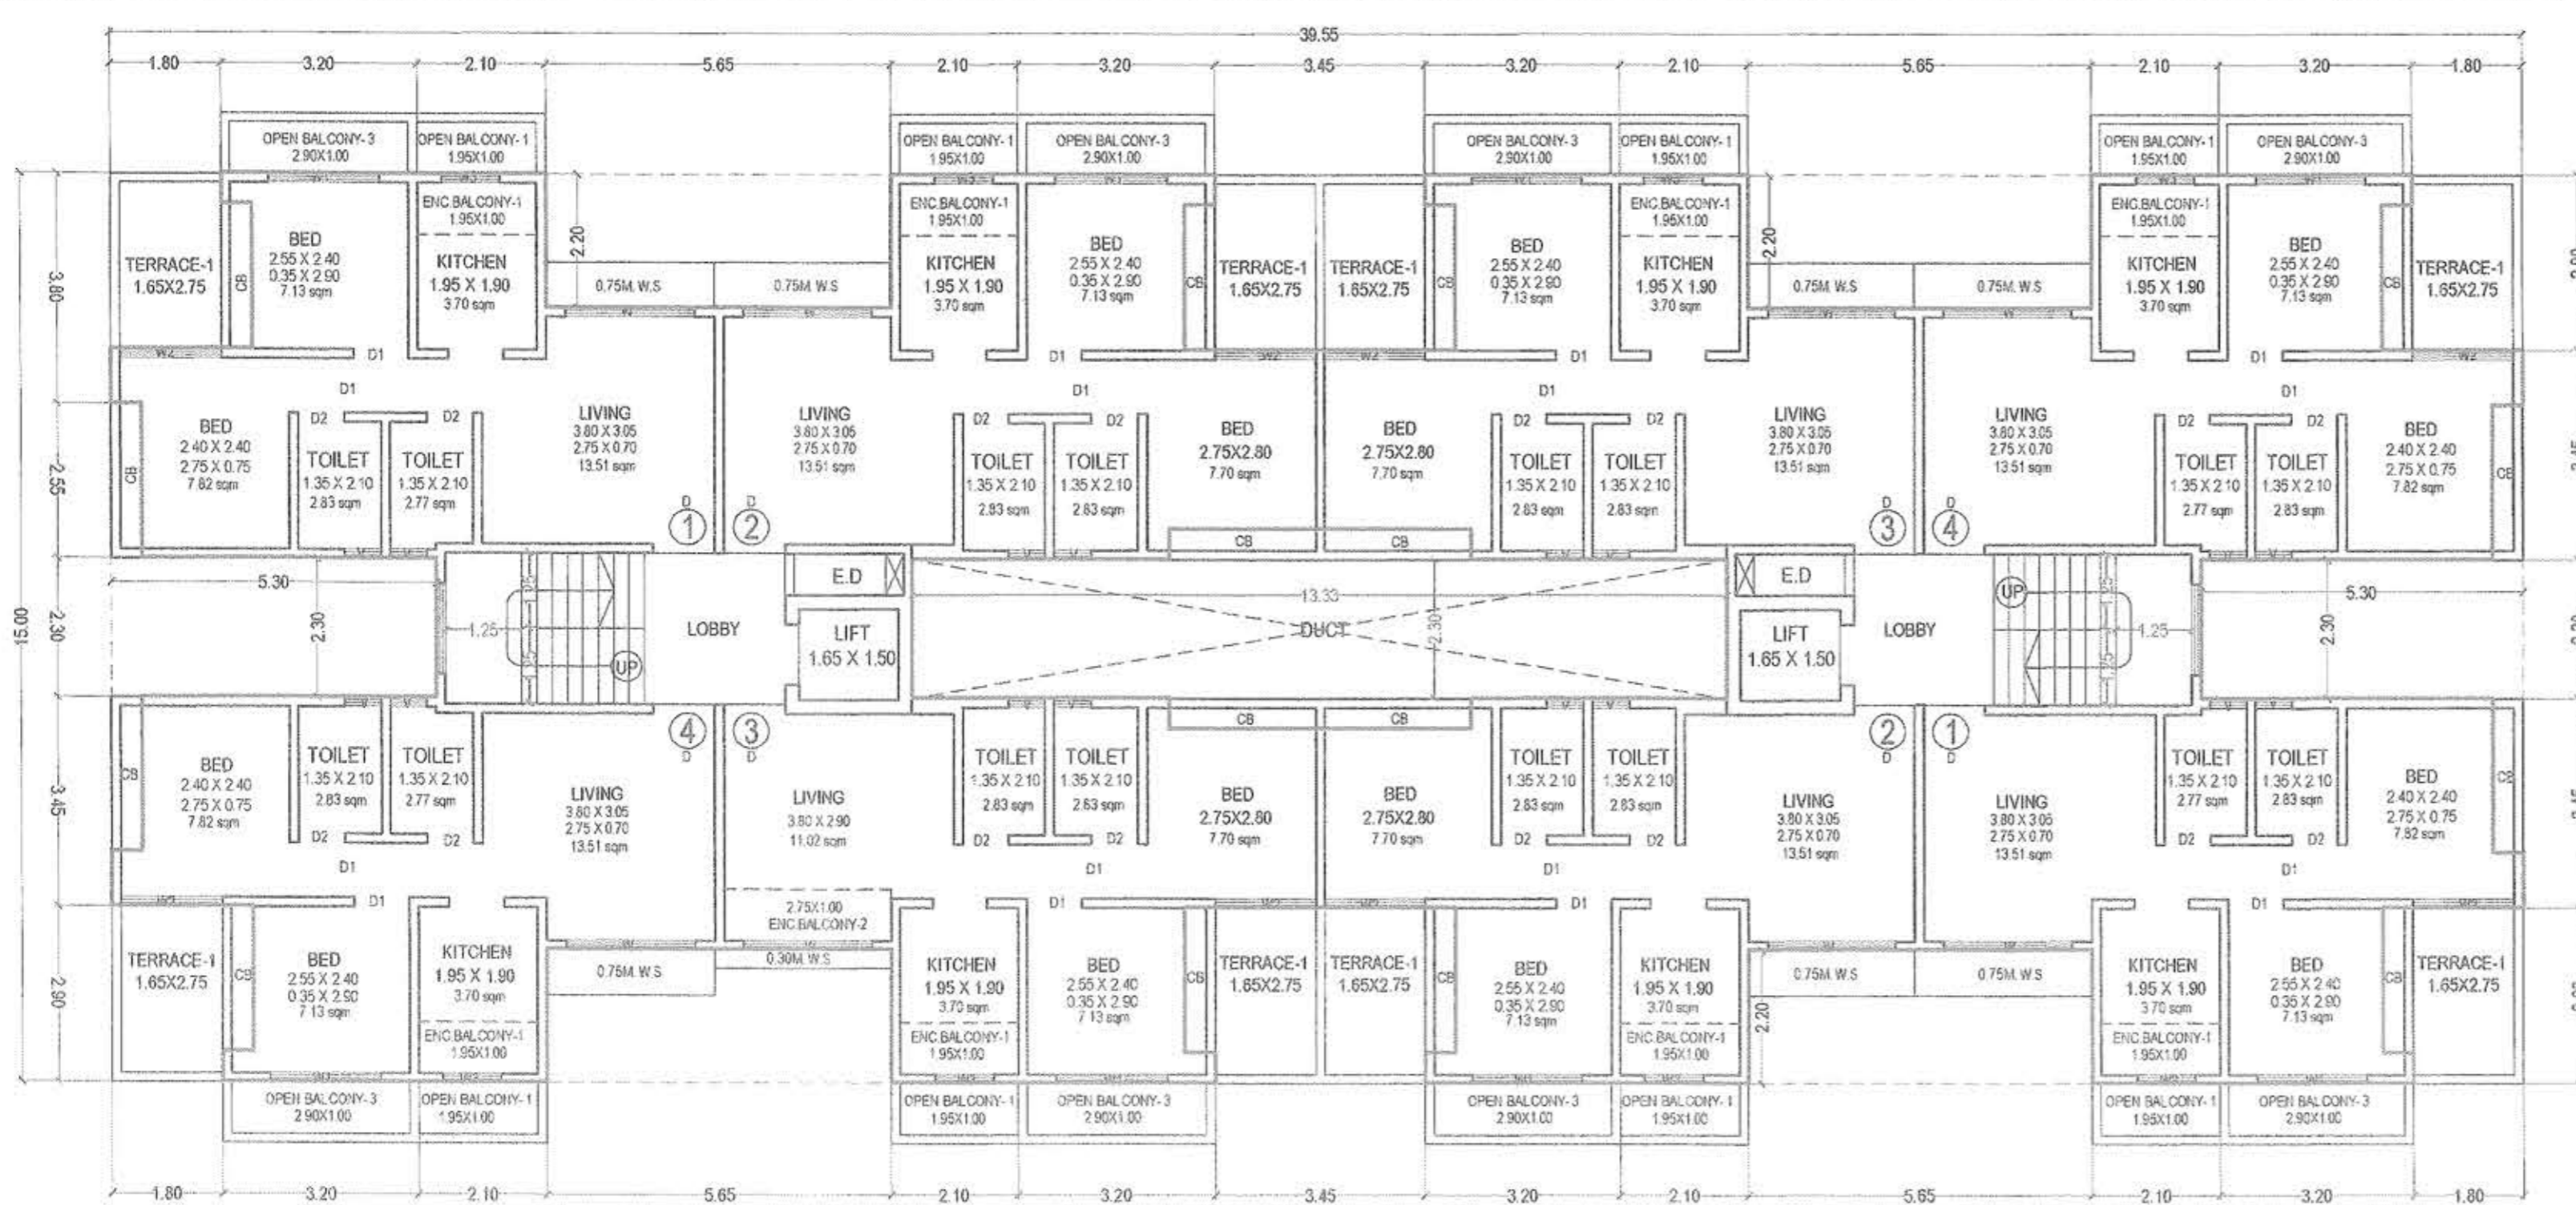 39.55
1.80 3.20 2.10 5.65 2.10 3.20 3.45 3.20 2.10 5.65 2.10 3.20 1.80
OPEN BALCONY-3
2.90X1.00
OPEN BALCONY-1
1.95X1.00
OPEN BALCONY-1
1.95X1.00
OPEN BALCONY-3
2.90X1.00
OPEN BALCONY-3
2.90X1.00
OPEN BALCONY-1
1.95X1.00
OPEN BALCONY-1
1.95X1.00
OPEN BALCONY-3
2.90X1.00
15.00
3.80
2.55
2.30
3.45
2.90
TERRACE-1
1.65X2.75
CB
BED
2.55 X 2.40
0.35 X 2.90
7.13 sqm
ENC.BALCONY-1
1.95X1.00
KITCHEN
1.95 X 1.90
3.70 sqm
2.20
0.75M. W.S
0.75M. W.S
ENC.BALCONY-1
1.95X1.00
KITCHEN
1.95 X 1.90
3.70 sqm
BED
2.55 X 2.40
0.35 X 2.90
7.13 sqm
CB
TERRACE-1
1.65X2.75
TERRACE-1
1.65X2.75
CB
BED
2.55 X 2.40
0.35 X 2.90
7.13 sqm
ENC.BALCONY-1
1.95X1.00
KITCHEN
1.95 X 1.90
3.70 sqm
2.20
0.75M. W.S
0.75M. W.S
ENC.BALCONY-1
1.95X1.00
KITCHEN
1.95 X 1.90
3.70 sqm
BED
2.55 X 2.40
0.35 X 2.90
7.13 sqm
CB
TERRACE-1
1.65X2.75
W2 D1 D1 D1 D1
D1 D1 D1 D1
CB
BED
2.40 X 2.40
2.75 X 0.75
7.82 sqm
D2 D2
TOILET
1.35 X 2.10
2.83 sqm
TOILET
1.35 X 2.10
2.77 sqm
LIVING
3.80 X 3.05
2.75 X 0.70
13.51 sqm
D
1
LIVING
3.80 X 3.05
2.75 X 0.70
13.51 sqm
D
2
D2 D2
TOILET
1.35 X 2.10
2.83 sqm
TOILET
1.35 X 2.10
2.83 sqm
BED
2.75X2.80
7.70 sqm
CB
BED
2.75X2.80
7.70 sqm
CB
D2 D2
TOILET
1.35 X 2.10
2.83 sqm
TOILET
1.35 X 2.10
2.83 sqm
LIVING
3.80 X 3.05
2.75 X 0.70
13.51 sqm
D
3
LIVING
3.80 X 3.05
2.75 X 0.70
13.51 sqm
D
4
D2 D2
TOILET
1.35 X 2.10
2.77 sqm
TOILET
1.35 X 2.10
2.83 sqm
BED
2.40 X 2.40
2.75 X 0.75
7.82 sqm
CB
5.30
2.30
1.25
1.25
1.25
UP
LOBBY
E.D
LIFT
1.65 X 1.50
13.33
DUCT
2.30
E.D
LIFT
1.65 X 1.50
LOBBY
UP
1.25
1.25
1.25
2.30
5.30
CB
BED
2.40 X 2.40
2.75 X 0.75
7.82 sqm
TOILET
1.35 X 2.10
2.83 sqm
TOILET
1.35 X 2.10
2.77 sqm
D2 D2
4
D
LIVING
3.80 X 3.05
2.75 X 0.70
13.51 sqm
3
D
LIVING
3.80 X 2.90
11.02 sqm
2.75X1.00
ENC.BALCONY-2
TOILET
1.35 X 2.10
2.83 sqm
TOILET
1.35 X 2.10
2.83 sqm
D2 D2
CB
BED
2.75X2.80
7.70 sqm
CB
BED
2.75X2.80
7.70 sqm
TOILET
1.35 X 2.10
2.83 sqm
TOILET
1.35 X 2.10
2.83 sqm
D2 D2
2
D
LIVING
3.80 X 3.05
2.75 X 0.70
13.51 sqm
1
D
LIVING
3.80 X 3.05
2.75 X 0.70
13.51 sqm
TOILET
1.35 X 2.10
2.77 sqm
TOILET
1.35 X 2.10
2.83 sqm
D2 D2
BED
2.40 X 2.40
2.75 X 0.75
7.82 sqm
CB
D1 D1 D1 D1
D1 D1 D1 D1
TERRACE-1
1.65X2.75
CB
BED
2.55 X 2.40
0.35 X 2.90
7.13 sqm
KITCHEN
1.95 X 1.90
3.70 sqm
ENC.BALCONY-1
1.95X1.00
0.75M. W.S
0.30M. W.S
KITCHEN
1.95 X 1.90
3.70 sqm
ENC.BALCONY-1
1.95X1.00
BED
2.55 X 2.40
0.35 X 2.90
7.13 sqm
CB
TERRACE-1
1.65X2.75
TERRACE-1
1.65X2.75
CB
BED
2.55 X 2.40
0.35 X 2.90
7.13 sqm
KITCHEN
1.95 X 1.90
3.70 sqm
ENC.BALCONY-1
1.95X1.00
2.20
0.75M. W.S
0.75M. W.S
KITCHEN
1.95 X 1.90
3.70 sqm
ENC.BALCONY-1
1.95X1.00
BED
2.55 X 2.40
0.35 X 2.90
7.13 sqm
CB
TERRACE-1
1.65X2.75
OPEN BALCONY-3
2.90X1.00
OPEN BALCONY-1
1.95X1.00
OPEN BALCONY-1
1.95X1.00
OPEN BALCONY-3
2.90X1.00
OPEN BALCONY-3
2.90X1.00
OPEN BALCONY-1
1.95X1.00
OPEN BALCONY-1
1.95X1.00
OPEN BALCONY-3
2.90X1.00
1.80 3.20 2.10 5.65 2.10 3.20 3.45 3.20 2.10 5.65 2.10 3.20 1.80